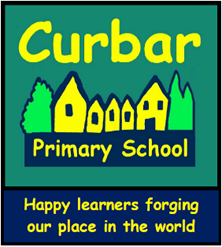 Curbar
Primary School
Happy learners forging
our place in the world